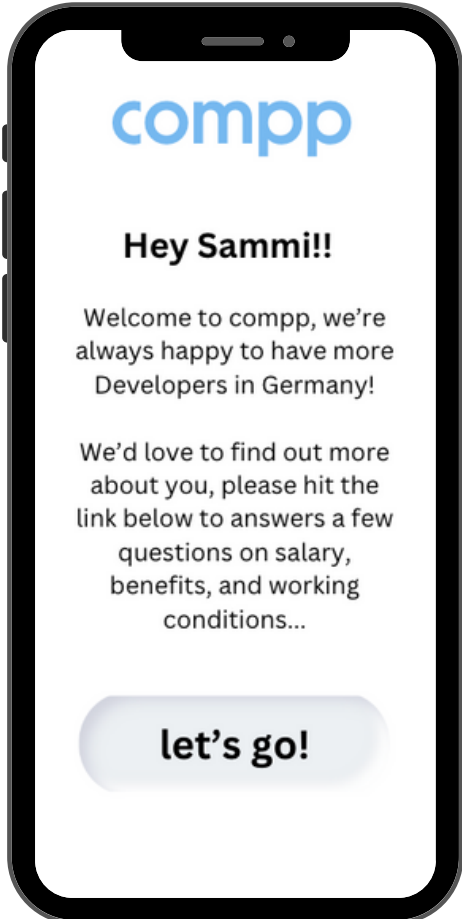 compp
Hey Sammi!!
Welcome to compp, we’re
always happy to have more
Developers in Germany!
We’d love to find out more
about you, please hit the
link below to answers a few
questions on salary,
benefits, and working
conditions...
let’s go!